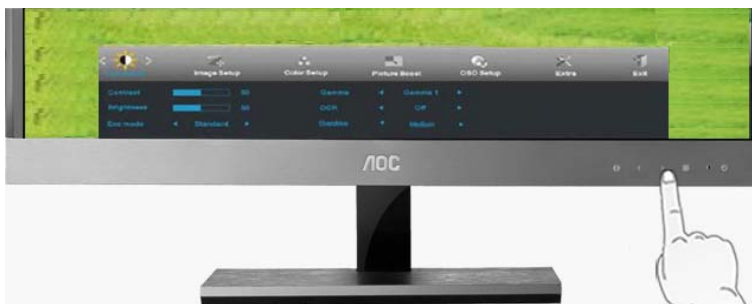 Image Setup Color Setup Picture Boost OSD Setup Extra Exit
Contrast 50 Gamma Gamma 1
Brightness 50 DCR Off
Eco mode Standard Overdrive Medium
AOC